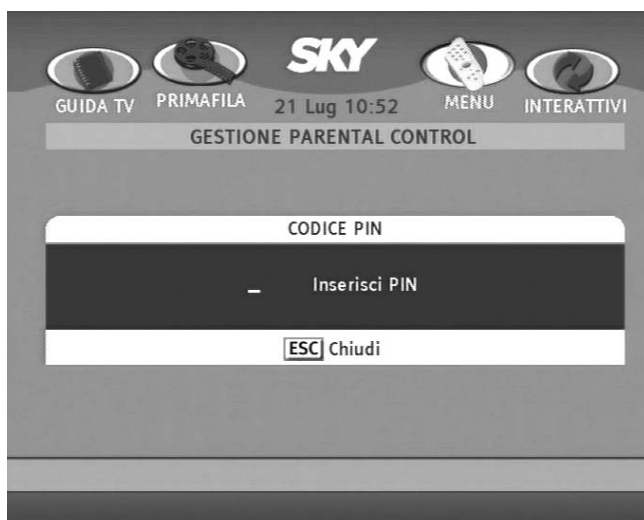 SKY
GUIDA TV PRIMAFILA 21 Lug 10:52 MENU INTERATTIVI
GESTIONE PARENTAL CONTROL
CODICE PIN
_ Inserisci PIN
ESC Chiudi